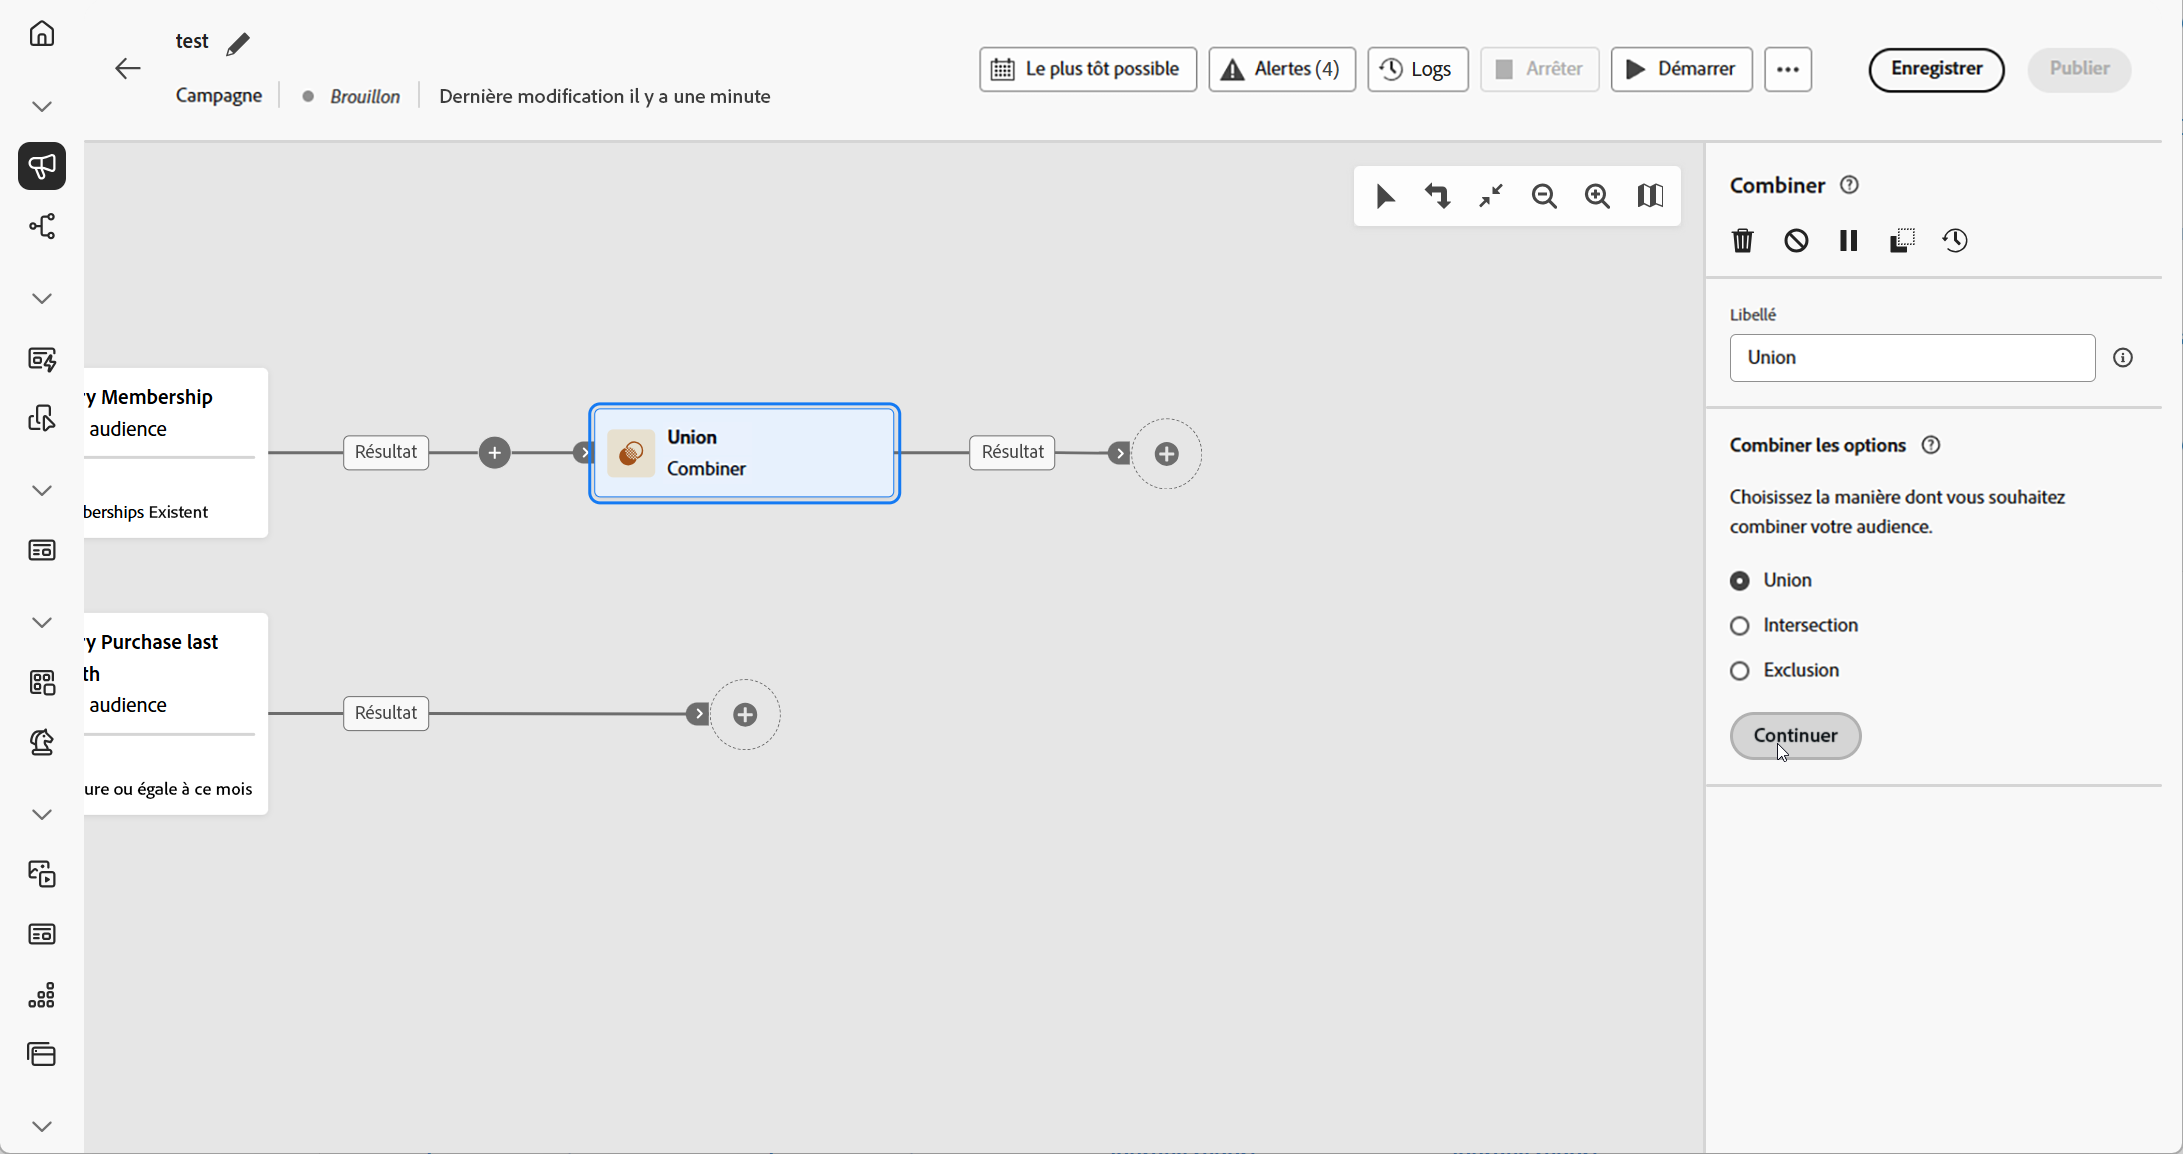 test
Campagne
Brouillon
Dernière modification il y a une minute
Le plus tôt possible
Alertes (4)
Logs
Arrêter
Démarrer
Enregistrer
Publier
Combiner
Libellé
Union
Combiner les options
Choisissez la manière dont vous souhaitez
combiner votre audience.
Union
Intersection
Exclusion
Continuer
y Membership
audience
berships Existent
Résultat
Union
Combiner
Résultat
y Purchase last
th
audience
ure ou égale à ce mois
Résultat